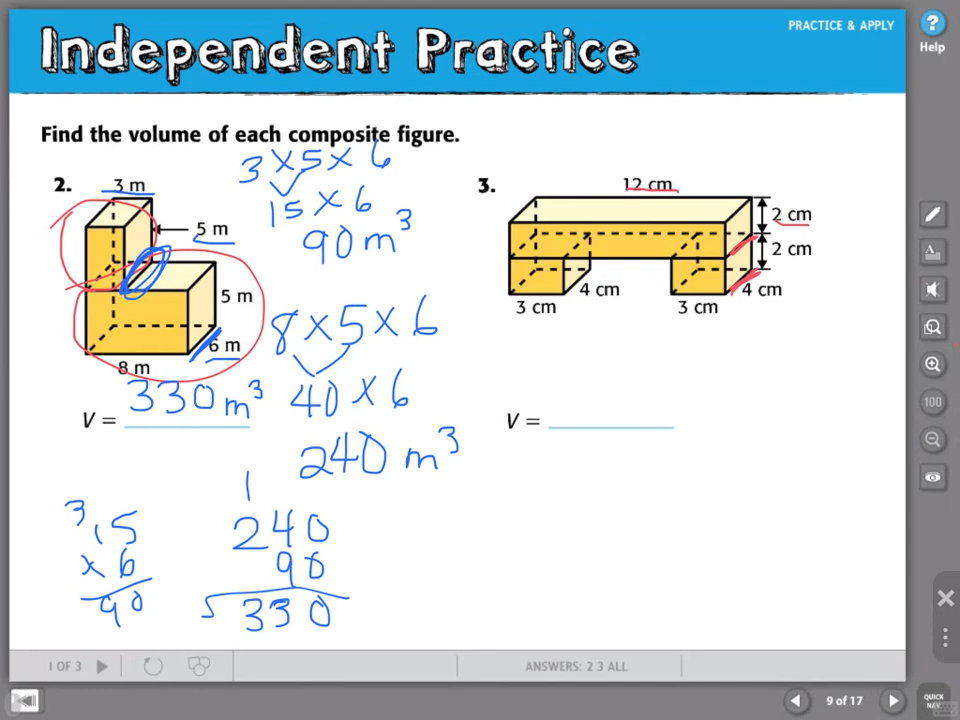 PRACTICE & APPLY
Independent Practice
? Help
Find the volume of each composite figure.
2.
3 m
5 m
5 m
6 m
8 m
V = 330 m³
3 x 5 x 6
15 x 6
90 m³
8 x 5 x 6
40 x 6
240 m³
3
15
x 6
90
1
240
90
330
3.
12 cm
2 cm
2 cm
4 cm
4 cm
3 cm
3 cm
V =
100
1 OF 3
ANSWERS: 2 3 ALL
9 of 17
QUICK NAV